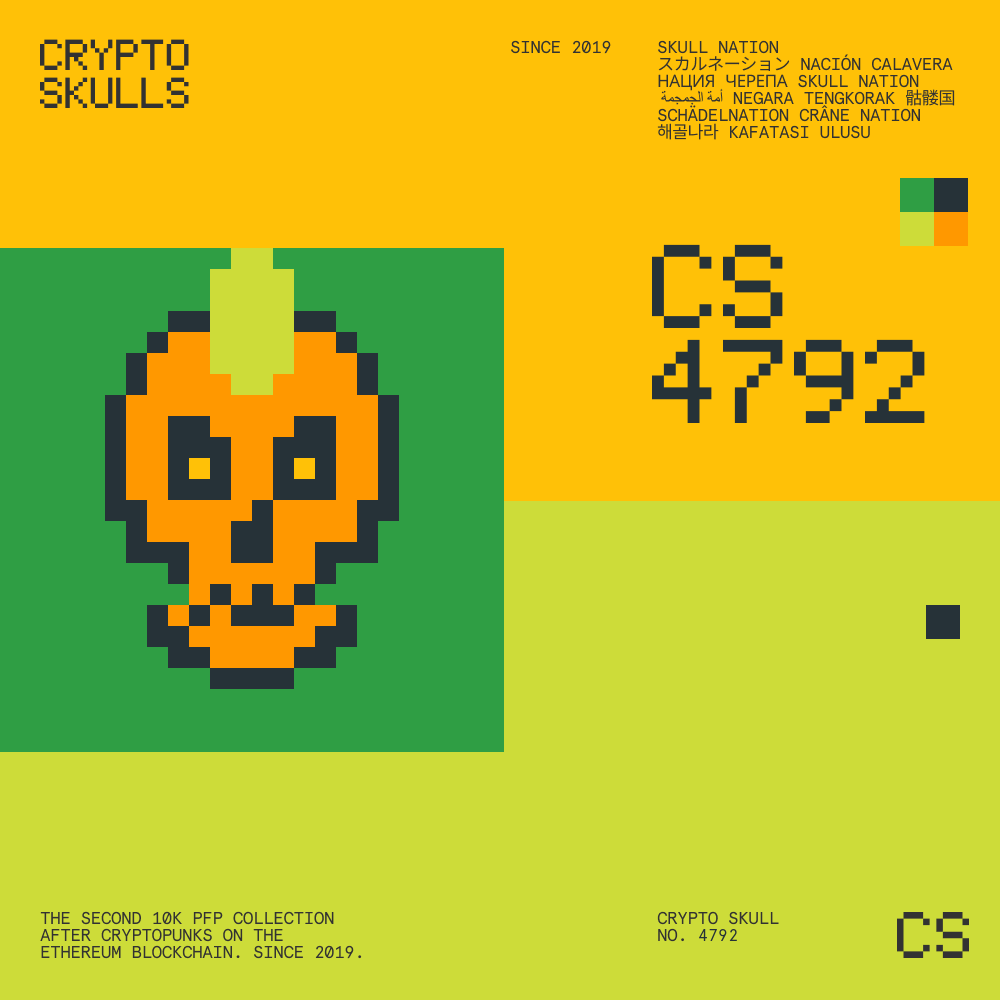 CRYPTO
SKULLS
SINCE 2019
SKULL NATION
スカルネーション NACIÓN CALAVERA
НАЦИЯ ЧЕРЕПА SKULL NATION
أمة الجمجمة NEGARA TENGKORAK 骷髅国
SCHÄDELNATION CRÂNE NATION
해골나라 KAFATASI ULUSU
CS
4792
THE SECOND 10K PFP COLLECTION
AFTER CRYPTOPUNKS ON THE
ETHEREUM BLOCKCHAIN. SINCE 2019.
CRYPTO SKULL
NO. 4792
CS